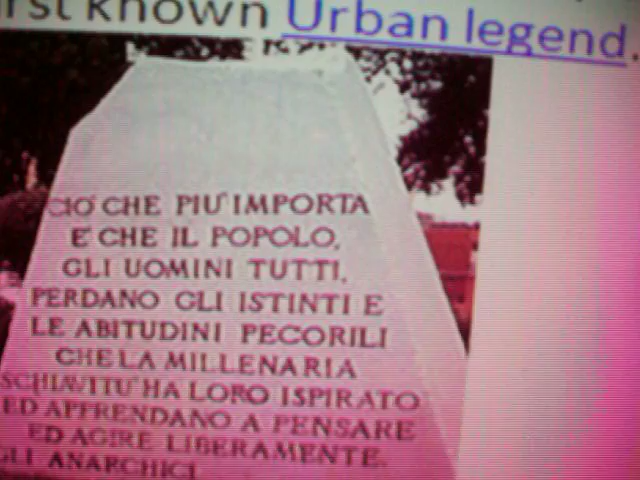 rst known Urban legend.
CIO' CHE PIU' IMPORTA
E' CHE IL POPOLO,
GLI UOMINI TUTTI,
PERDANO GLI ISTINTI E
LE ABITUDINI PECORILI
CHE LA MILLENARIA
SCHIAVITU' HA LORO ISPIRATO
ED APPRENDANO A PENSARE
ED AGIRE LIBERAMENTE.
GLI ANARCHICI